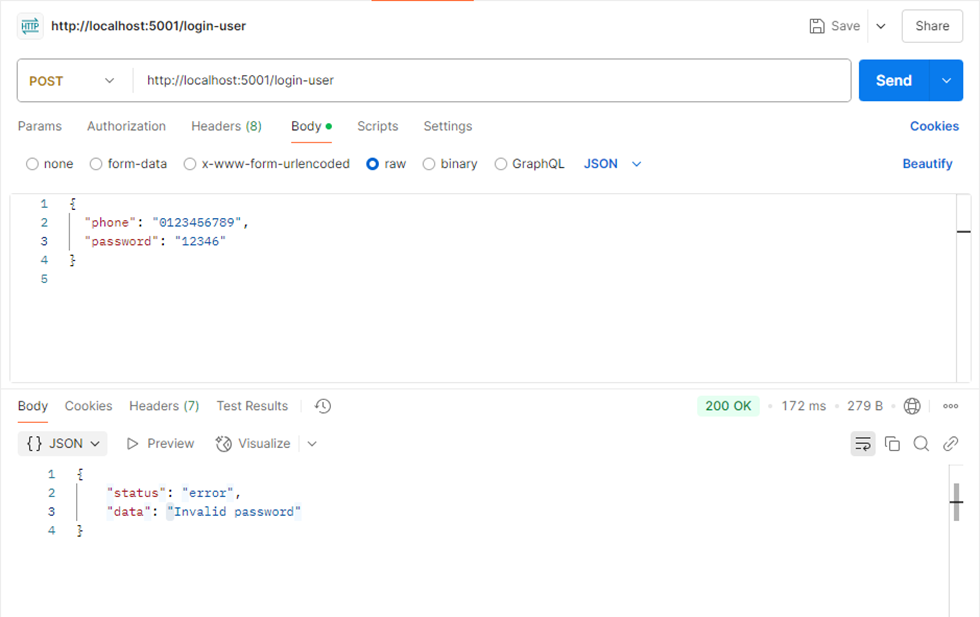 HTTP http://localhost:5001/login-user Save Share
POST http://localhost:5001/login-user Send
Params Authorization Headers (8) Body Scripts Settings Cookies
none form-data x-www-form-urlencoded raw binary GraphQL JSON Beautify
1 {
2 "phone": "0123456789",
3 "password": "12346"
4 }
5
Body Cookies Headers (7) Test Results 200 OK 172 ms 279 B
{} JSON Preview Visualize
1 {
2 "status": "error",
3 "data": "Invalid password"
4 }